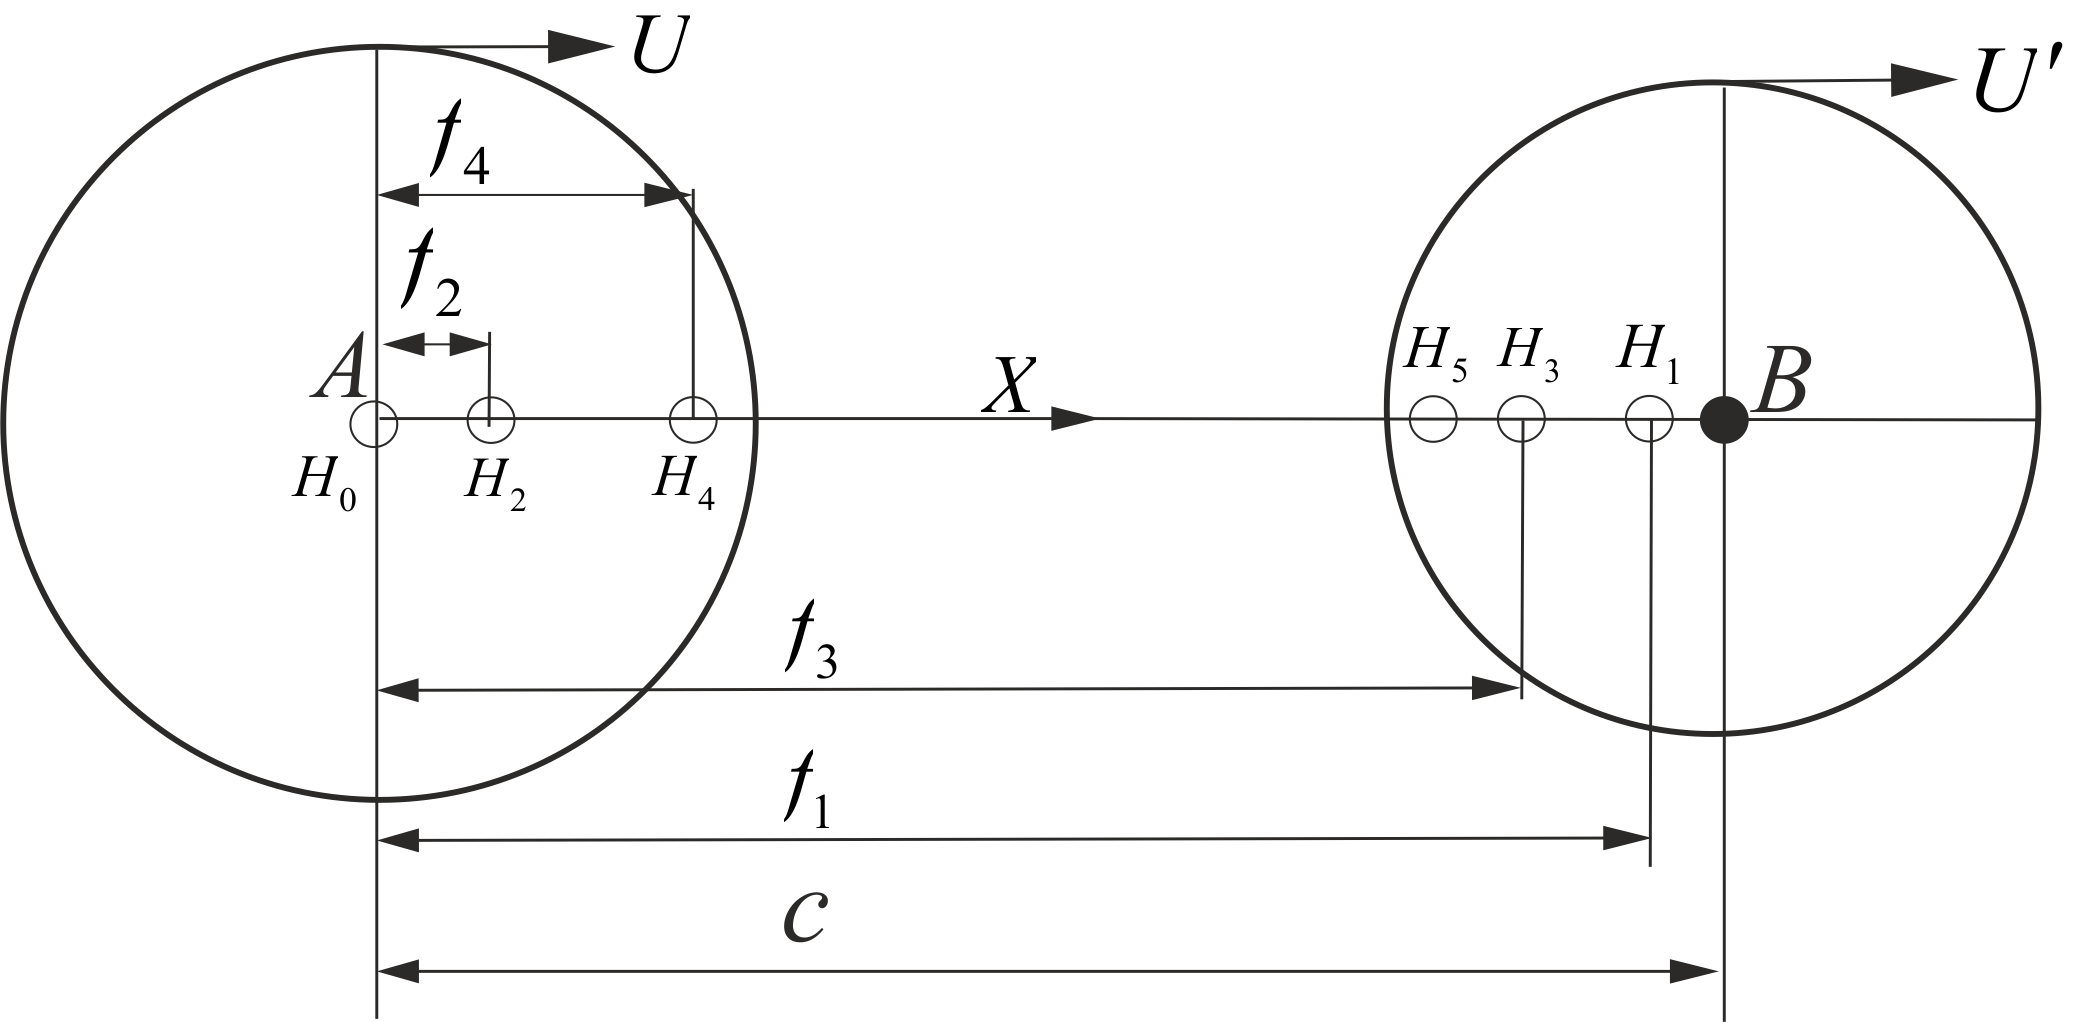 U
U′
f₄
f₂
A
X
H₅ H₃ H₁
B
H₀ H₂ H₄
f₃
f₁
c